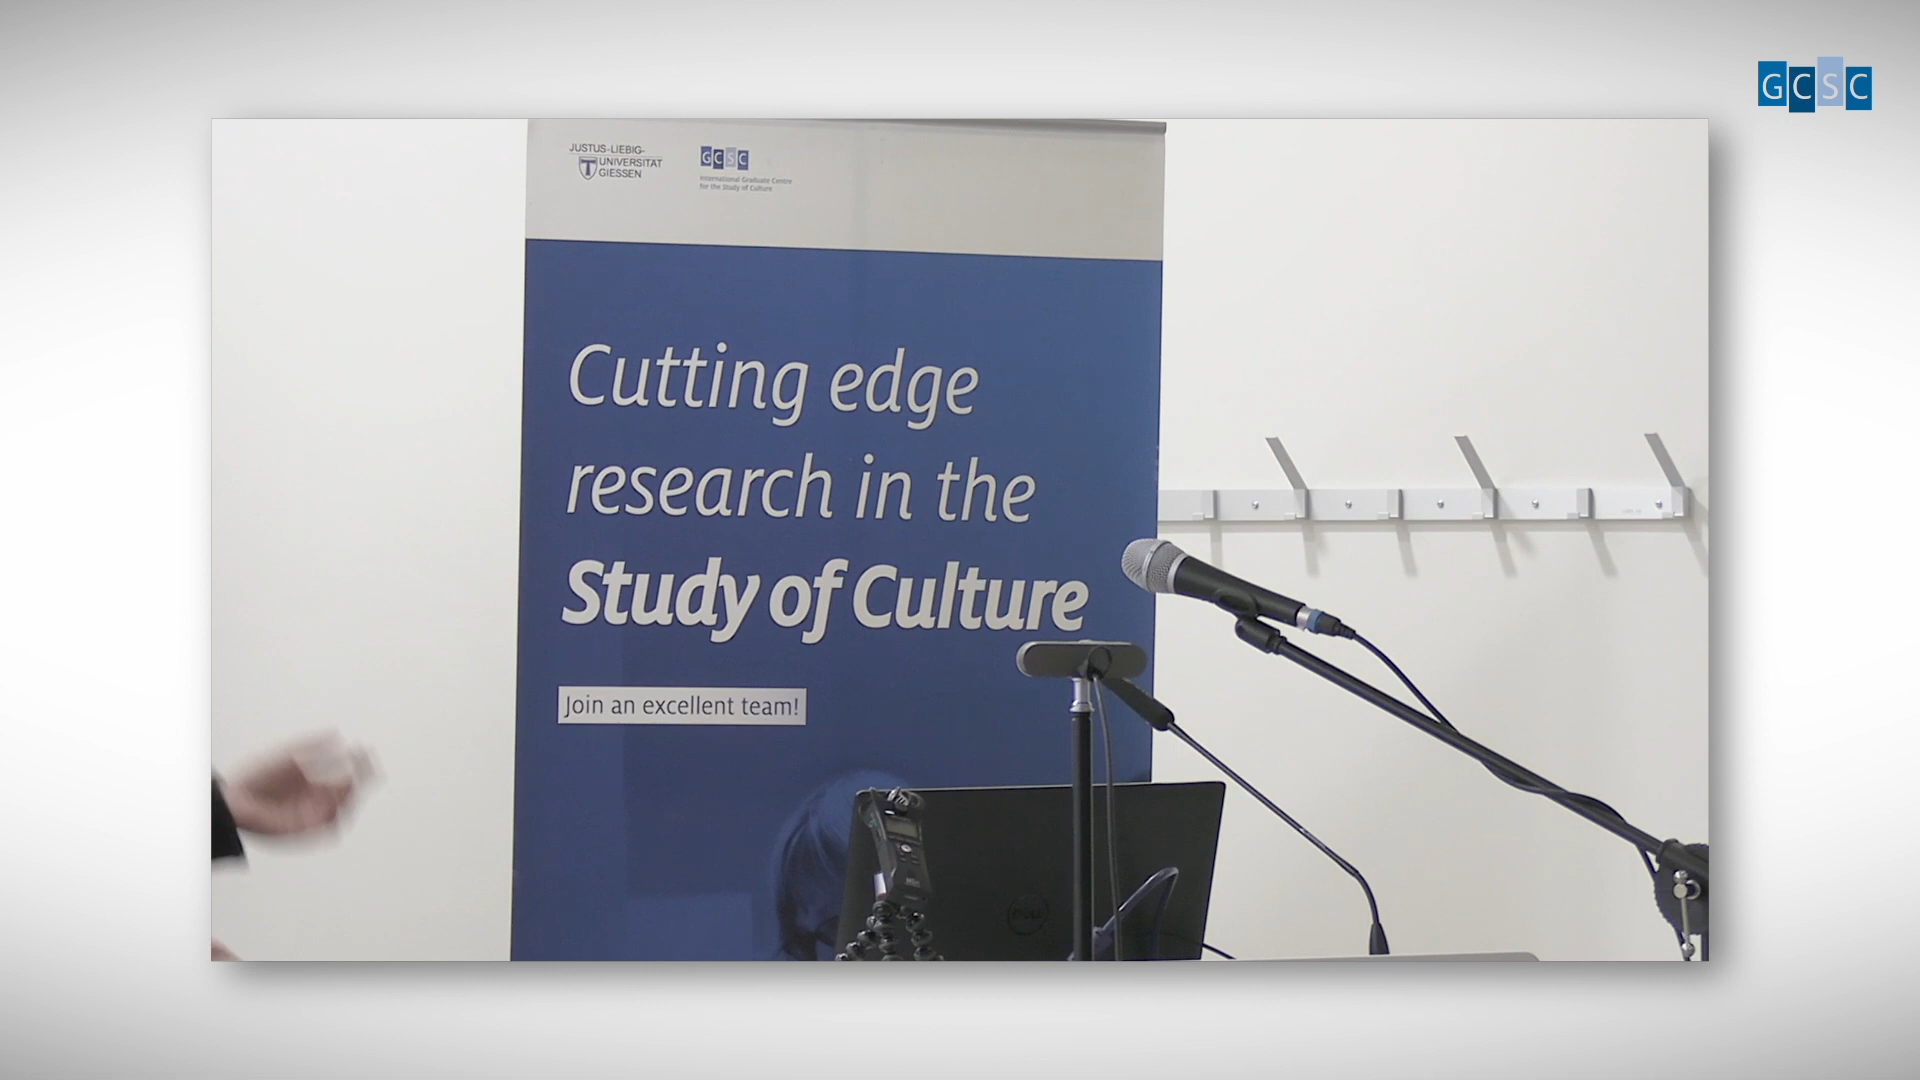 GCSC
JUSTUS-LIEBIG-
UNIVERSITÄT
GIESSEN
GCSC
International Graduate Centre
for the Study of Culture
Cutting edge
research in the
Study of Culture
Join an excellent team!
DELL